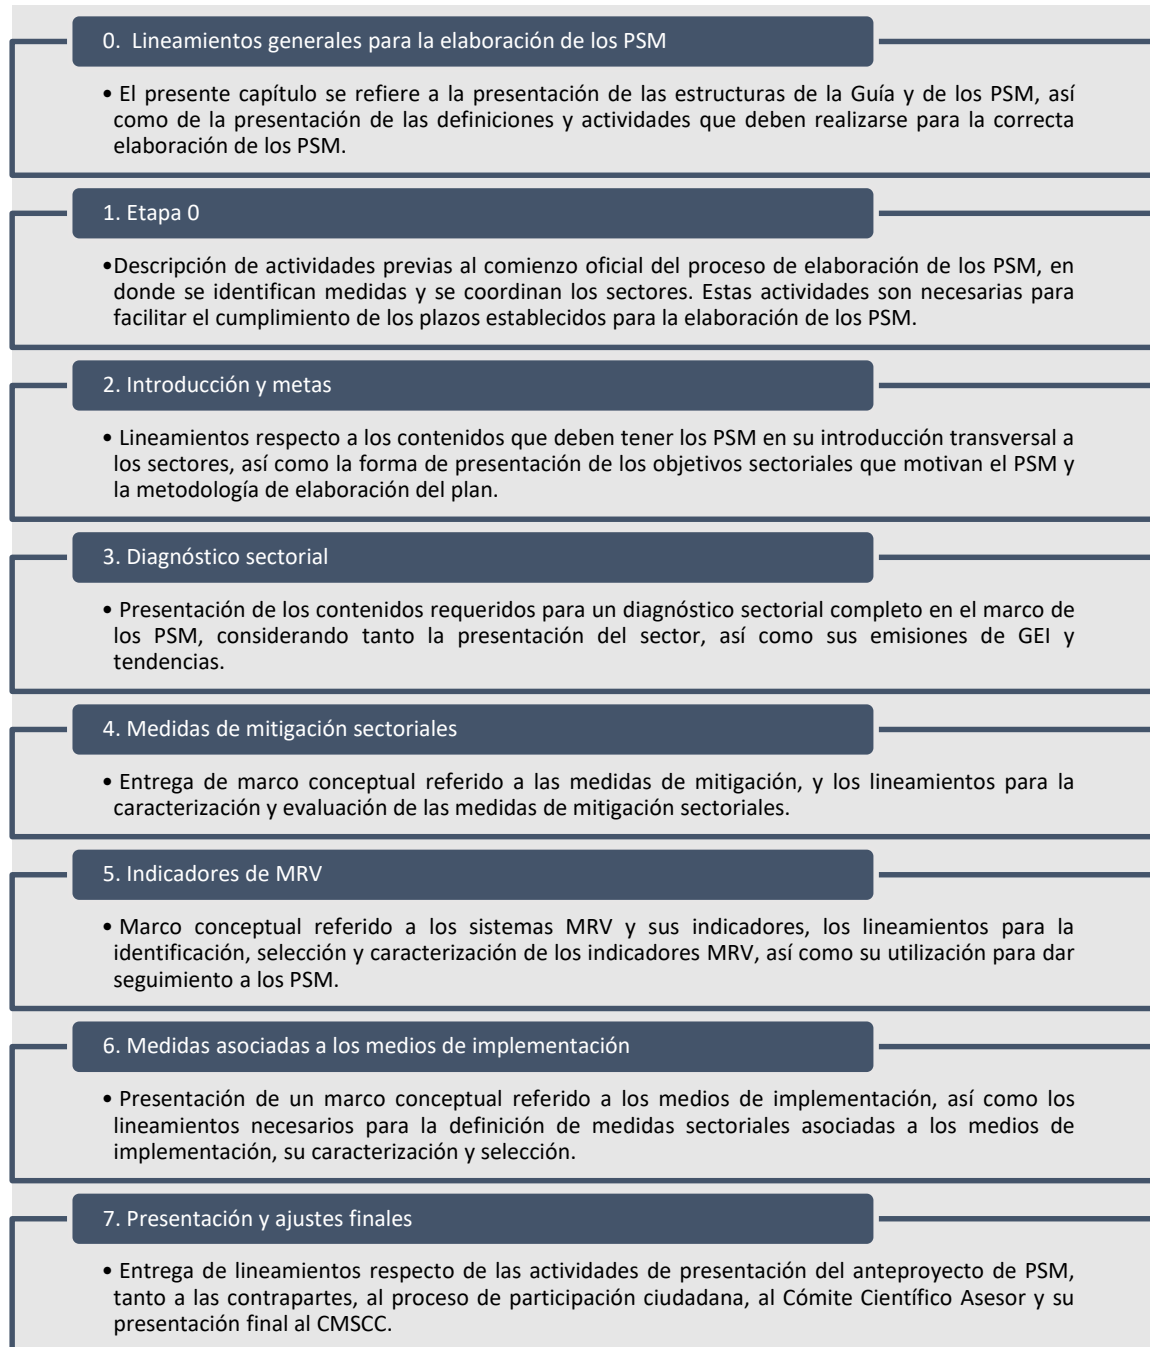 0. Lineamientos generales para la elaboración de los PSM
• El presente capítulo se refiere a la presentación de las estructuras de la Guía y de los PSM, así
como de la presentación de las definiciones y actividades que deben realizarse para la correcta
elaboración de los PSM.
1. Etapa 0
•Descripción de actividades previas al comienzo oficial del proceso de elaboración de los PSM, en
donde se identifican medidas y se coordinan los sectores. Estas actividades son necesarias para
facilitar el cumplimiento de los plazos establecidos para la elaboración de los PSM.
2. Introducción y metas
• Lineamientos respecto a los contenidos que deben tener los PSM en su introducción transversal a
los sectores, así como la forma de presentación de los objetivos sectoriales que motivan el PSM y
la metodología de elaboración del plan.
3. Diagnóstico sectorial
• Presentación de los contenidos requeridos para un diagnóstico sectorial completo en el marco de
los PSM, considerando tanto la presentación del sector, así como sus emisiones de GEI y
tendencias.
4. Medidas de mitigación sectoriales
• Entrega de marco conceptual referido a las medidas de mitigación, y los lineamientos para la
caracterización y evaluación de las medidas de mitigación sectoriales.
5. Indicadores de MRV
• Marco conceptual referido a los sistemas MRV y sus indicadores, los lineamientos para la
identificación, selección y caracterización de los indicadores MRV, así como su utilización para dar
seguimiento a los PSM.
6. Medidas asociadas a los medios de implementación
• Presentación de un marco conceptual referido a los medios de implementación, así como los
lineamientos necesarios para la definición de medidas sectoriales asociadas a los medios de
implementación, su caracterización y selección.
7. Presentación y ajustes finales
• Entrega de lineamientos respecto de las actividades de presentación del anteproyecto de PSM,
tanto a las contrapartes, al proceso de participación ciudadana, al Cómite Científico Asesor y su
presentación final al CMSCC.